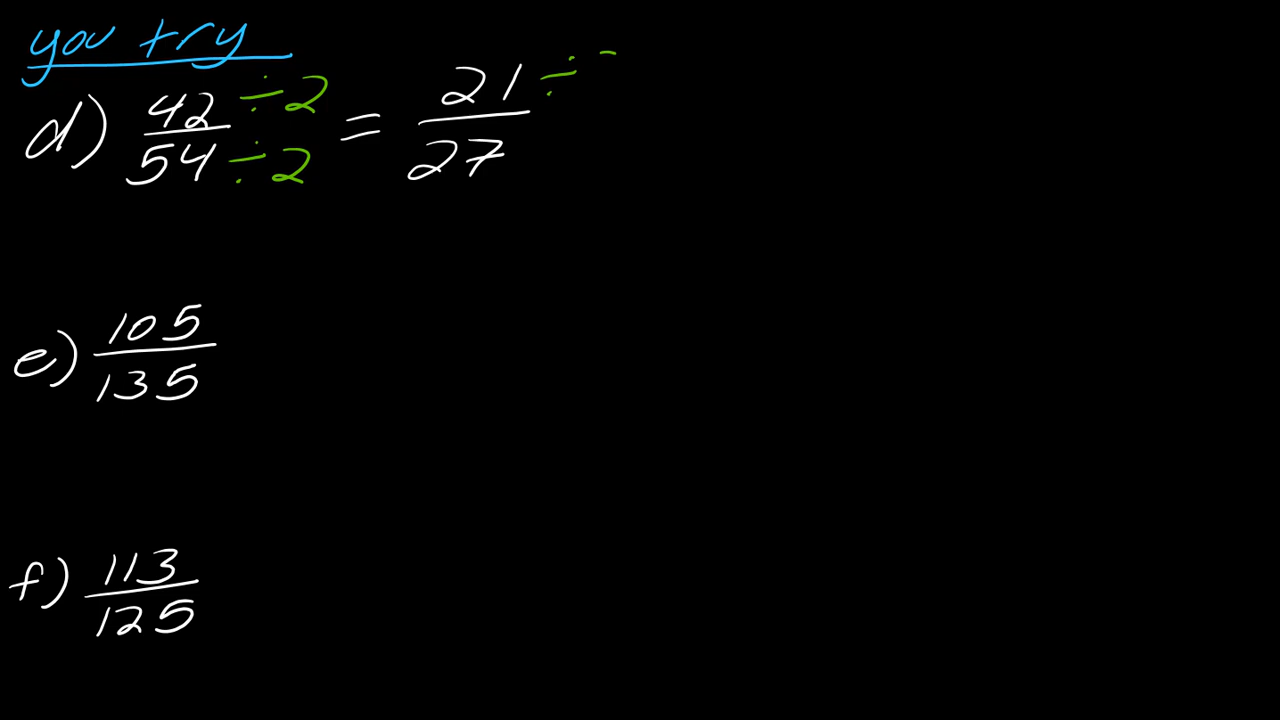 you try
d) 42/54 ÷2/÷2 = 21/27 ÷
e) 105/135
f) 113/125